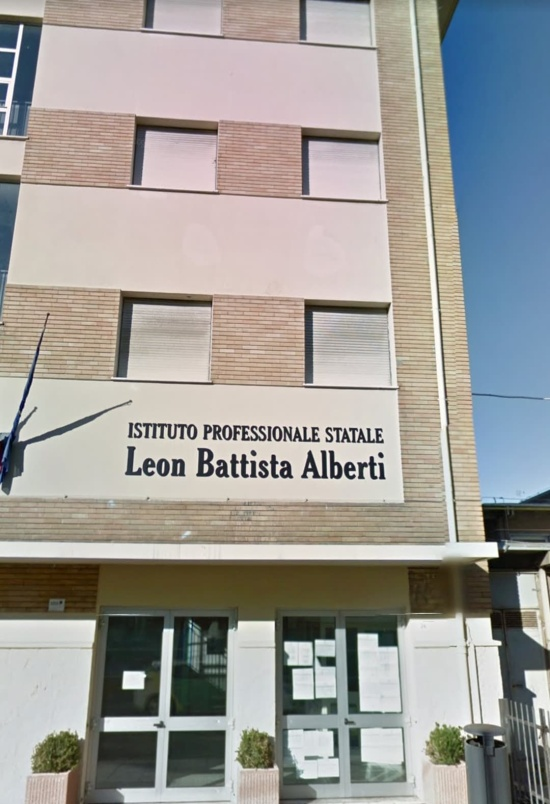 ISTITUTO PROFESSIONALE STATALE
Leon Battista Alberti